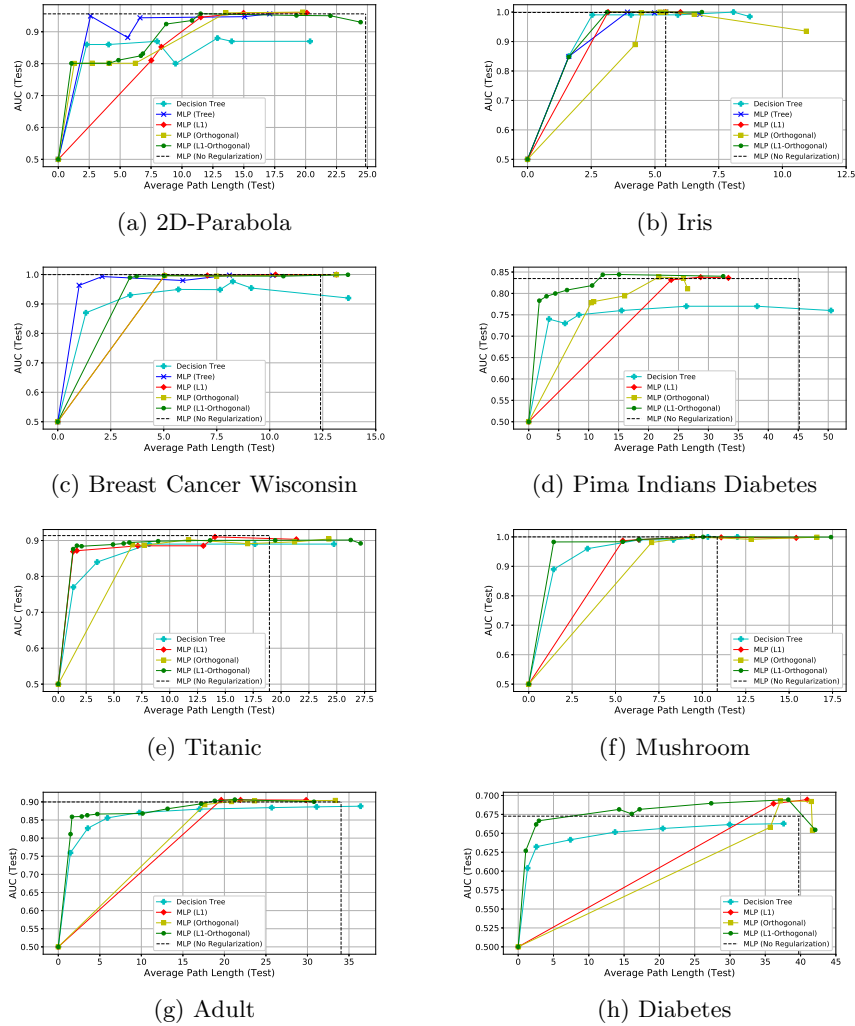 AUC (Test)
0.9
0.8
0.7
0.6
0.5
0.0 2.5 5.0 7.5 10.0 12.5 15.0 17.5 20.0 22.5 25.0
Average Path Length (Test)
Decision Tree
MLP (Tree)
MLP (L1)
MLP (Orthogonal)
MLP (L1-Orthogonal)
MLP (No Regularization)
(a) 2D-Parabola
AUC (Test)
1.0
0.9
0.8
0.7
0.6
0.5
0.0 2.5 5.0 7.5 10.0 12.5
Average Path Length (Test)
Decision Tree
MLP (Tree)
MLP (L1)
MLP (Orthogonal)
MLP (L1-Orthogonal)
MLP (No Regularization)
(b) Iris
AUC (Test)
1.0
0.9
0.8
0.7
0.6
0.5
0.0 2.5 5.0 7.5 10.0 12.5 15.0
Average Path Length (Test)
Decision Tree
MLP (Tree)
MLP (L1)
MLP (Orthogonal)
MLP (L1-Orthogonal)
MLP (No Regularization)
(c) Breast Cancer Wisconsin
AUC (Test)
0.85
0.80
0.75
0.70
0.65
0.60
0.55
0.50
0 10 20 30 40 50
Average Path Length (Test)
Decision Tree
MLP (L1)
MLP (Orthogonal)
MLP (L1-Orthogonal)
MLP (No Regularization)
(d) Pima Indians Diabetes
AUC (Test)
0.9
0.8
0.7
0.6
0.5
0.0 2.5 5.0 7.5 10.0 12.5 15.0 17.5 20.0 22.5 25.0 27.5
Average Path Length (Test)
Decision Tree
MLP (L1)
MLP (Orthogonal)
MLP (L1-Orthogonal)
MLP (No Regularization)
(e) Titanic
AUC (Test)
1.0
0.9
0.8
0.7
0.6
0.5
0.0 2.5 5.0 7.5 10.0 12.5 15.0 17.5
Average Path Length (Test)
Decision Tree
MLP (L1)
MLP (Orthogonal)
MLP (L1-Orthogonal)
MLP (No Regularization)
(f) Mushroom
AUC (Test)
0.90
0.85
0.80
0.75
0.70
0.65
0.60
0.55
0.50
0 5 10 15 20 25 30 35
Average Path Length (Test)
Decision Tree
MLP (L1)
MLP (Orthogonal)
MLP (L1-Orthogonal)
MLP (No Regularization)
(g) Adult
AUC (Test)
0.700
0.675
0.650
0.625
0.600
0.575
0.550
0.525
0.500
0 5 10 15 20 25 30 35 40 45
Average Path Length (Test)
Decision Tree
MLP (L1)
MLP (Orthogonal)
MLP (L1-Orthogonal)
MLP (No Regularization)
(h) Diabetes